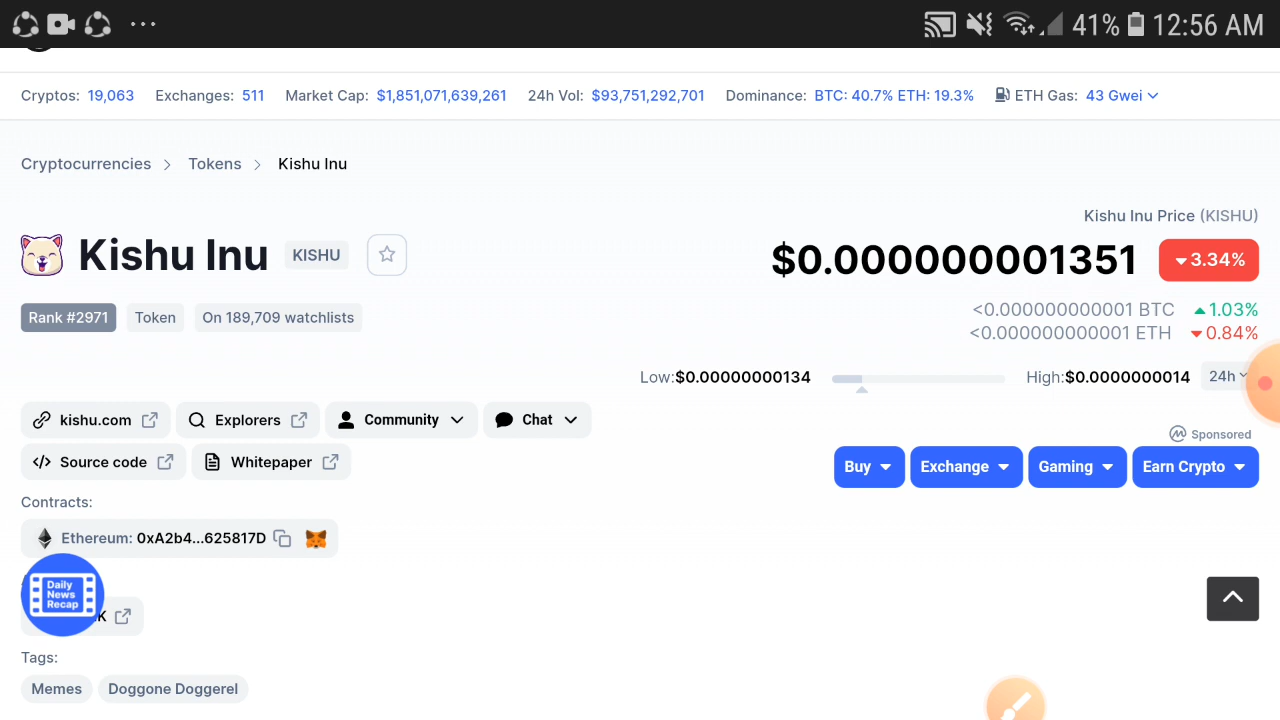 41% 12:56 AM
Cryptos: 19,063 Exchanges: 511 Market Cap: $1,851,071,639,261 24h Vol: $93,751,292,701 Dominance: BTC: 40.7% ETH: 19.3% ETH Gas: 43 Gwei
Cryptocurrencies > Tokens > Kishu Inu
Kishu Inu Price (KISHU)
Kishu Inu KISHU $0.000000001351 3.34%
Rank #2971 Token On 189,709 watchlists
<0.000000000001 BTC 1.03%
<0.000000000001 ETH 0.84%
Low:$0.00000000134 High:$0.0000000014 24h
kishu.com Explorers Community Chat
Sponsored
Source code Whitepaper
Buy Exchange Gaming Earn Crypto
Contracts:
Ethereum: 0xA2b4...625817D
Daily
News
Recap
K
Tags:
Memes Doggone Doggerel